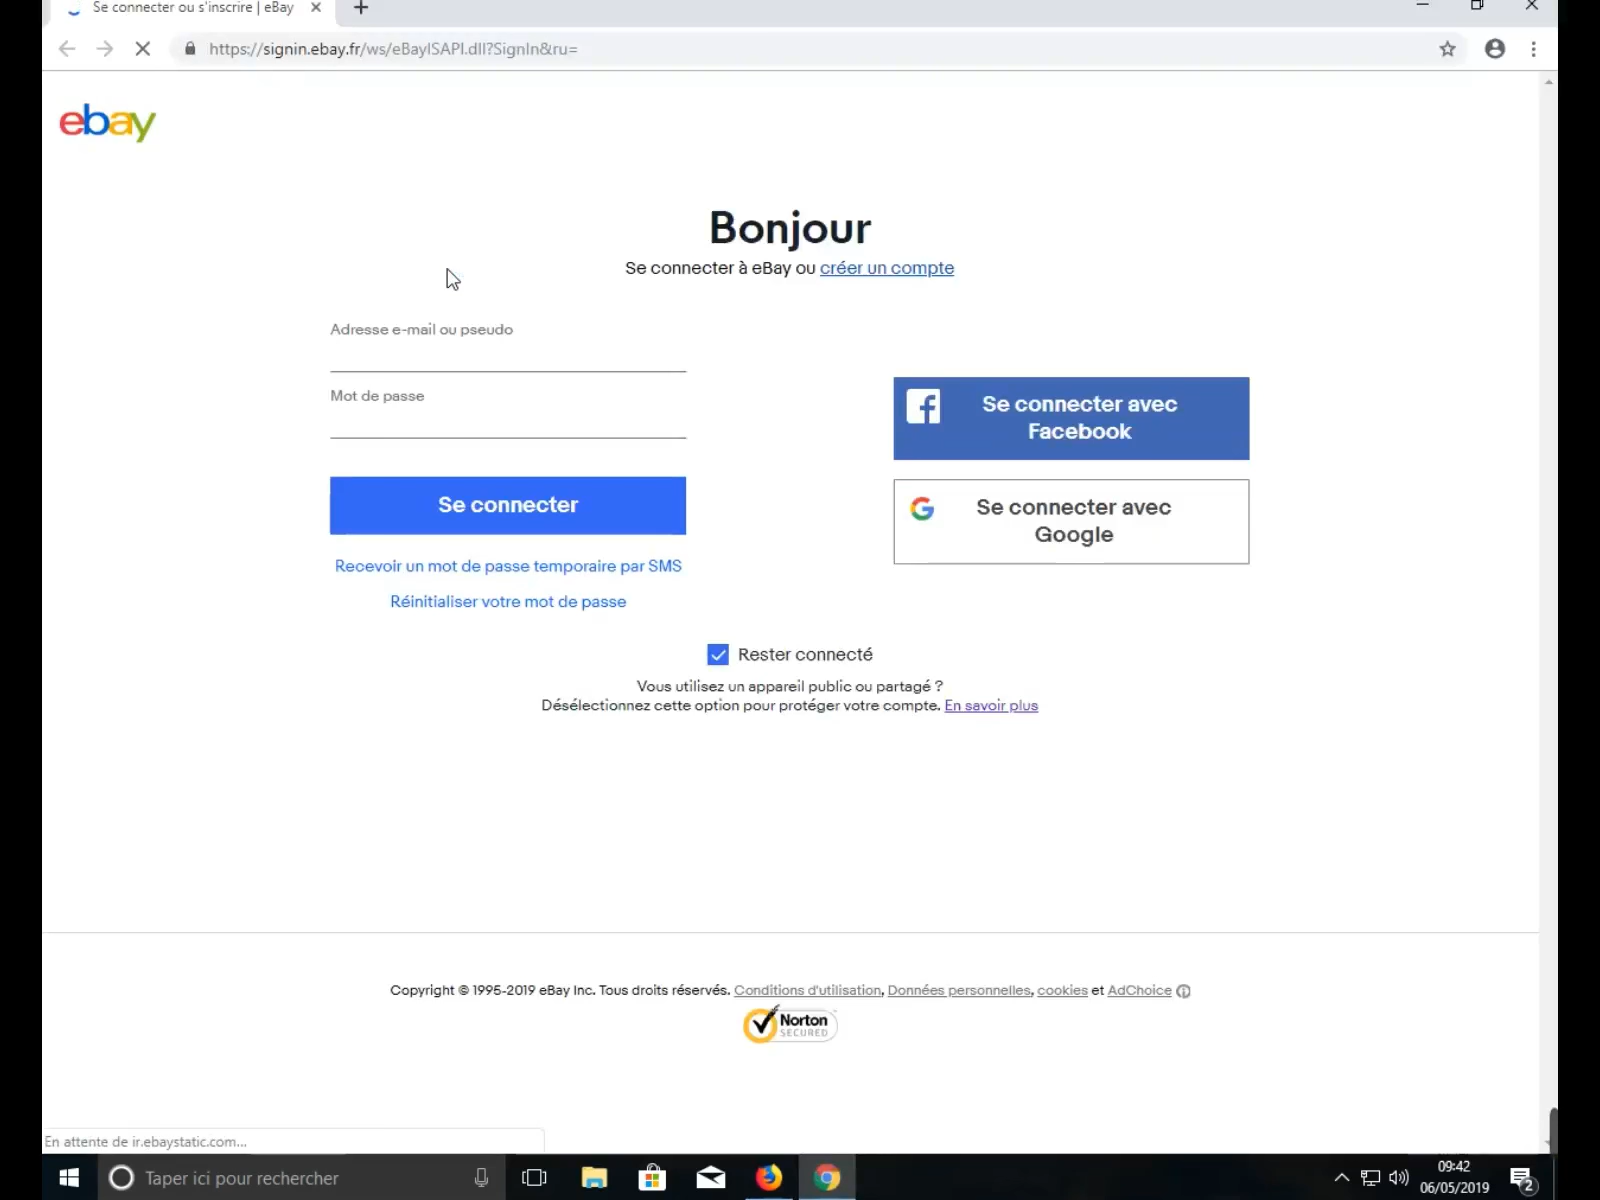 Se connecter ou s'inscrire | eBay
https://signin.ebay.fr/ws/eBayISAPI.dll?SignIn&ru=
ebay
Bonjour
Se connecter à eBay ou créer un compte
Adresse e-mail ou pseudo
Mot de passe
Se connecter
Recevoir un mot de passe temporaire par SMS
Réinitialiser votre mot de passe
Se connecter avec
Facebook
Se connecter avec
Google
Rester connecté
Vous utilisez un appareil public ou partagé ?
Désélectionnez cette option pour protéger votre compte. En savoir plus
Copyright © 1995-2019 eBay Inc. Tous droits réservés. Conditions d'utilisation, Données personnelles, cookies et AdChoice
Norton
SECURED
En attente de ir.ebaystatic.com...
Taper ici pour rechercher
09:42
06/05/2019
2